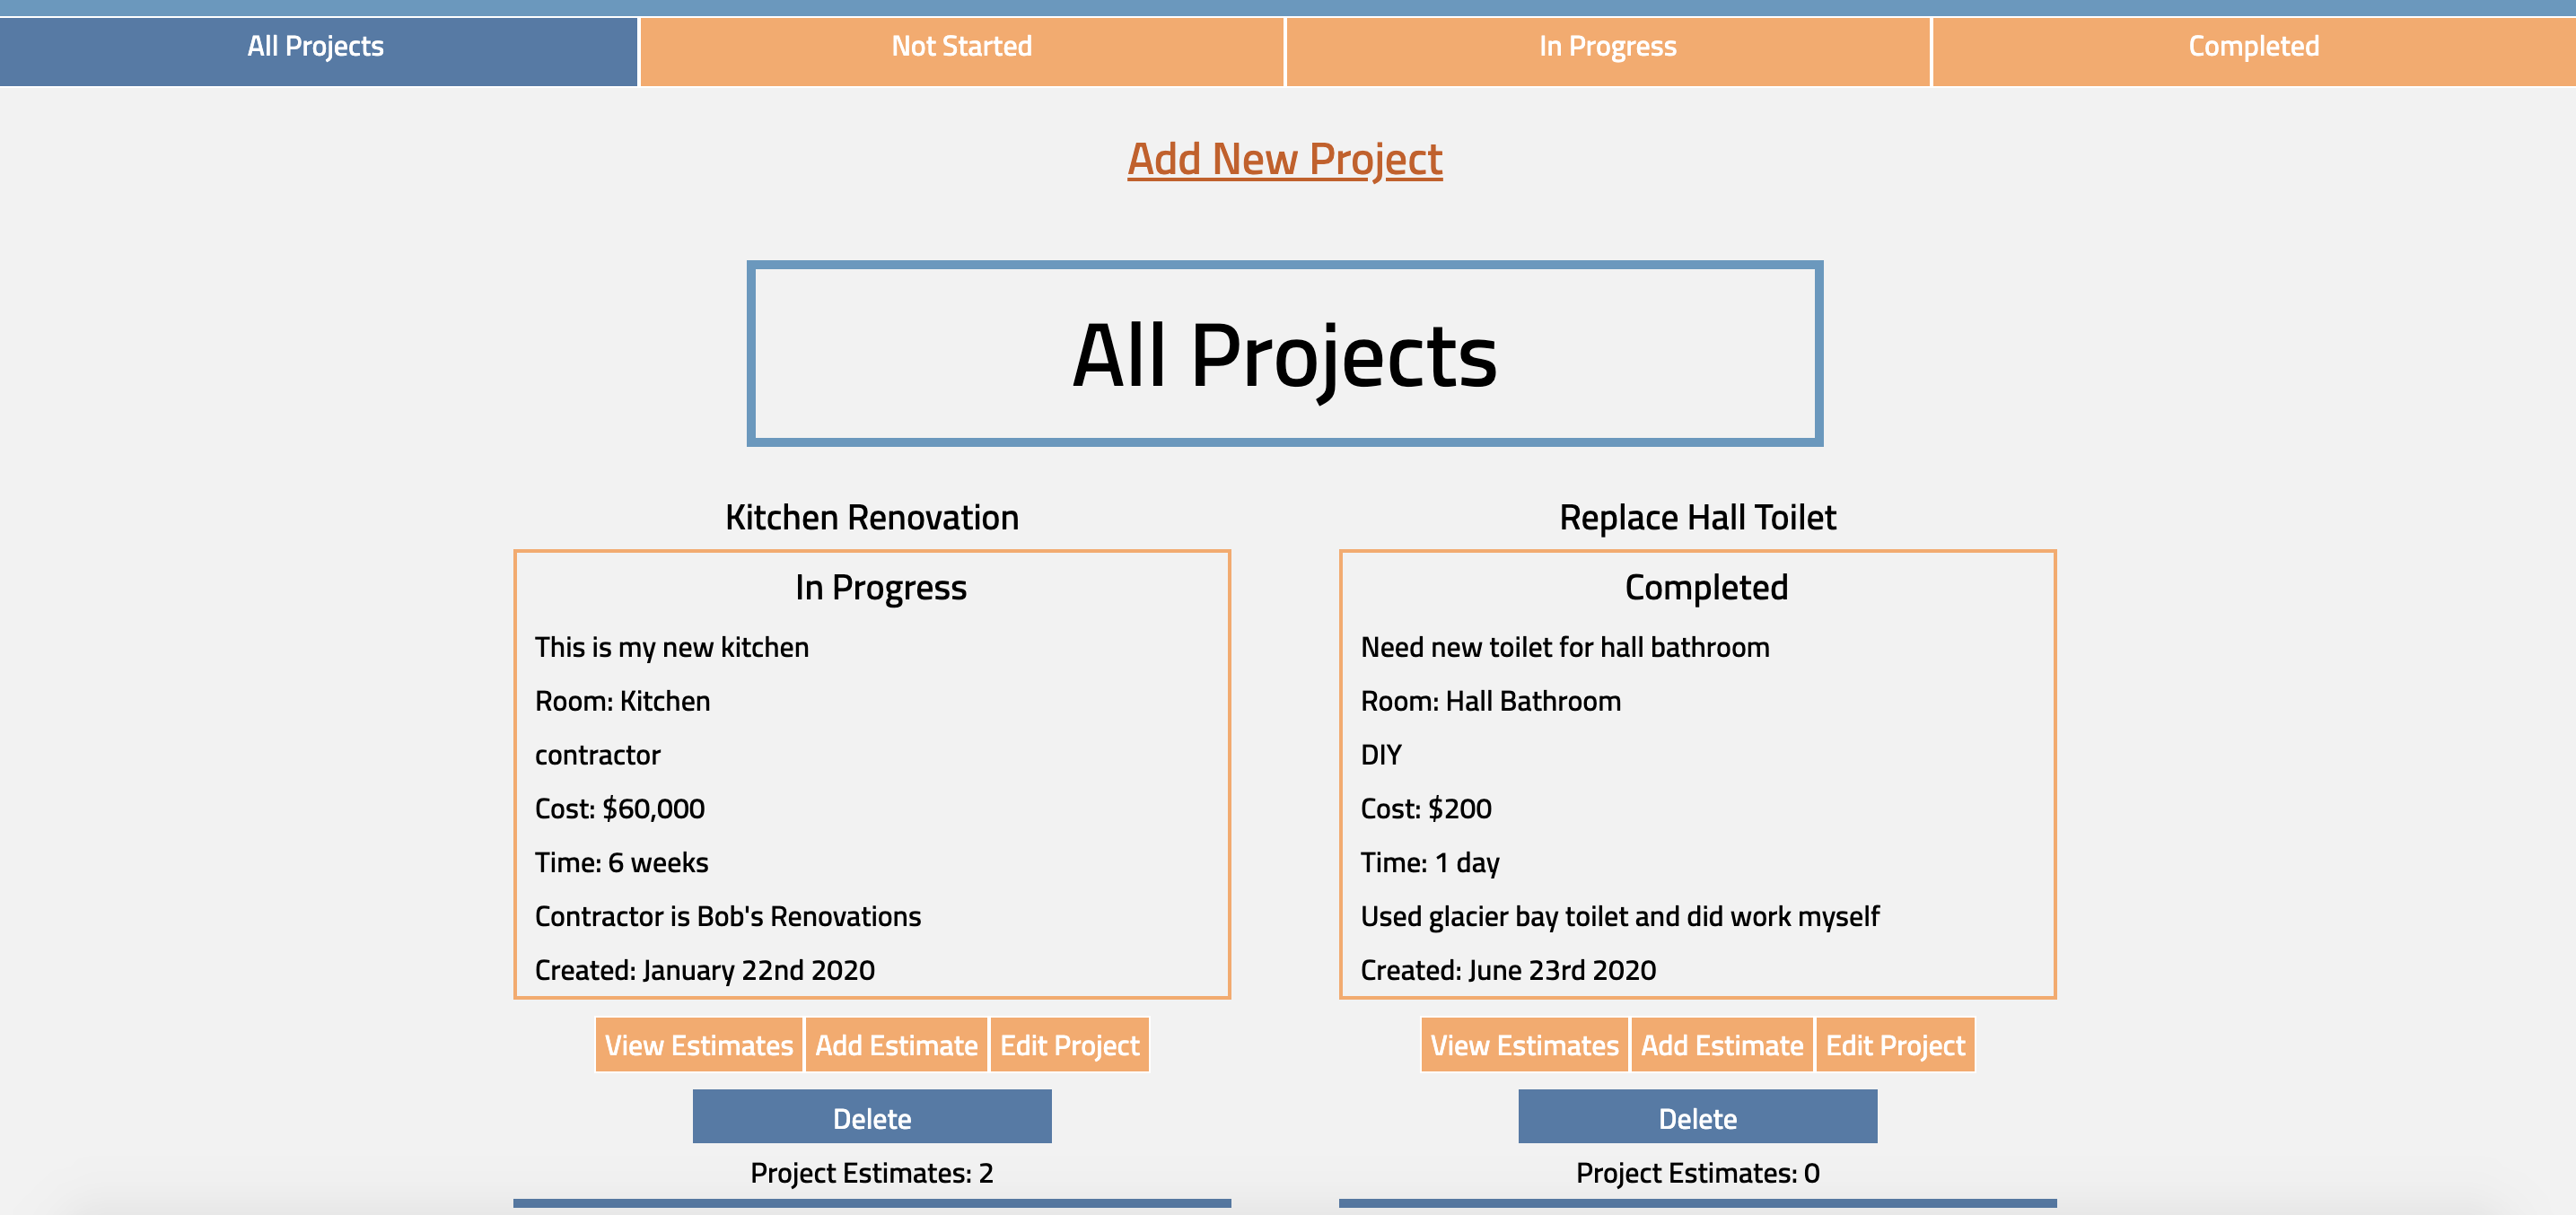 All Projects
Not Started
In Progress
Completed
Add New Project
All Projects
Kitchen Renovation
In Progress
This is my new kitchen
Room: Kitchen
contractor
Cost: $60,000
Time: 6 weeks
Contractor is Bob's Renovations
Created: January 22nd 2020
View Estimates
Add Estimate
Edit Project
Delete
Project Estimates: 2
Replace Hall Toilet
Completed
Need new toilet for hall bathroom
Room: Hall Bathroom
DIY
Cost: $200
Time: 1 day
Used glacier bay toilet and did work myself
Created: June 23rd 2020
View Estimates
Add Estimate
Edit Project
Delete
Project Estimates: 0